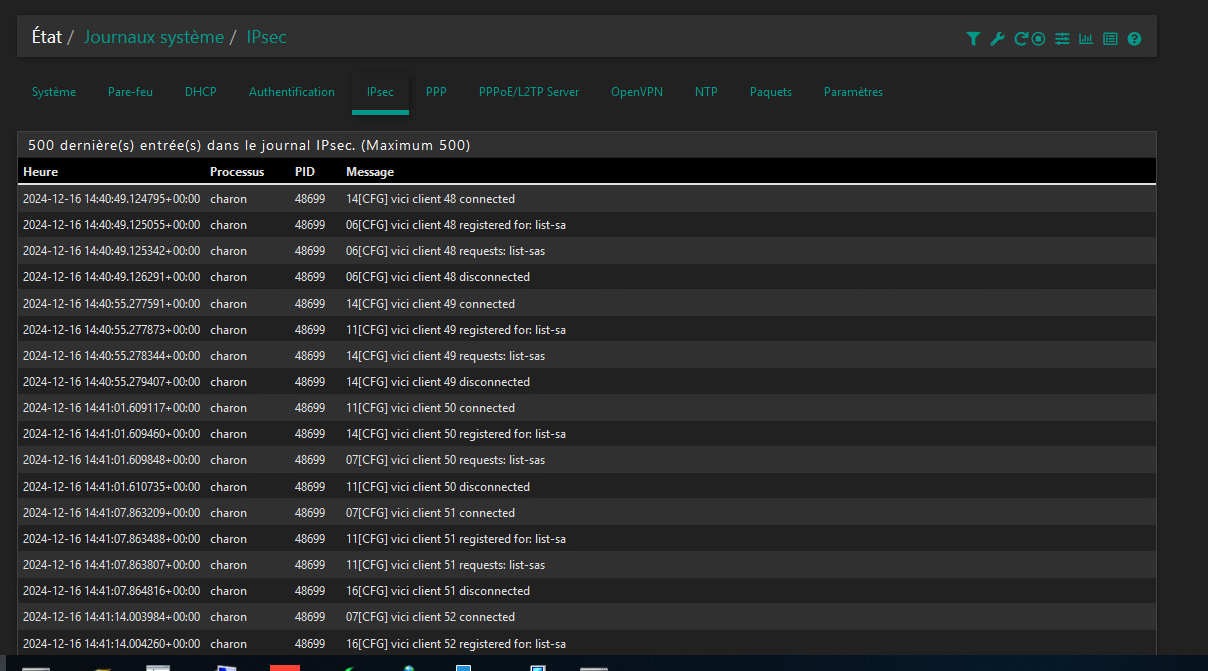 État / Journaux système / IPsec
Système Pare-feu DHCP Authentification IPsec PPP PPPoE/L2TP Server OpenVPN NTP Paquets Paramètres
500 dernière(s) entrée(s) dans le journal IPsec. (Maximum 500)
Heure Processus PID Message
2024-12-16 14:40:49.124795+00:00 charon 48699 14[CFG] vici client 48 connected
2024-12-16 14:40:49.125055+00:00 charon 48699 06[CFG] vici client 48 registered for: list-sa
2024-12-16 14:40:49.125342+00:00 charon 48699 06[CFG] vici client 48 requests: list-sas
2024-12-16 14:40:49.126291+00:00 charon 48699 06[CFG] vici client 48 disconnected
2024-12-16 14:40:55.277591+00:00 charon 48699 14[CFG] vici client 49 connected
2024-12-16 14:40:55.277873+00:00 charon 48699 11[CFG] vici client 49 registered for: list-sa
2024-12-16 14:40:55.278344+00:00 charon 48699 14[CFG] vici client 49 requests: list-sas
2024-12-16 14:40:55.279407+00:00 charon 48699 14[CFG] vici client 49 disconnected
2024-12-16 14:41:01.609117+00:00 charon 48699 11[CFG] vici client 50 connected
2024-12-16 14:41:01.609460+00:00 charon 48699 14[CFG] vici client 50 registered for: list-sa
2024-12-16 14:41:01.609848+00:00 charon 48699 07[CFG] vici client 50 requests: list-sas
2024-12-16 14:41:01.610735+00:00 charon 48699 11[CFG] vici client 50 disconnected
2024-12-16 14:41:07.863209+00:00 charon 48699 07[CFG] vici client 51 connected
2024-12-16 14:41:07.863488+00:00 charon 48699 11[CFG] vici client 51 registered for: list-sa
2024-12-16 14:41:07.863807+00:00 charon 48699 11[CFG] vici client 51 requests: list-sas
2024-12-16 14:41:07.864816+00:00 charon 48699 16[CFG] vici client 51 disconnected
2024-12-16 14:41:14.003984+00:00 charon 48699 07[CFG] vici client 52 connected
2024-12-16 14:41:14.004260+00:00 charon 48699 16[CFG] vici client 52 registered for: list-sa